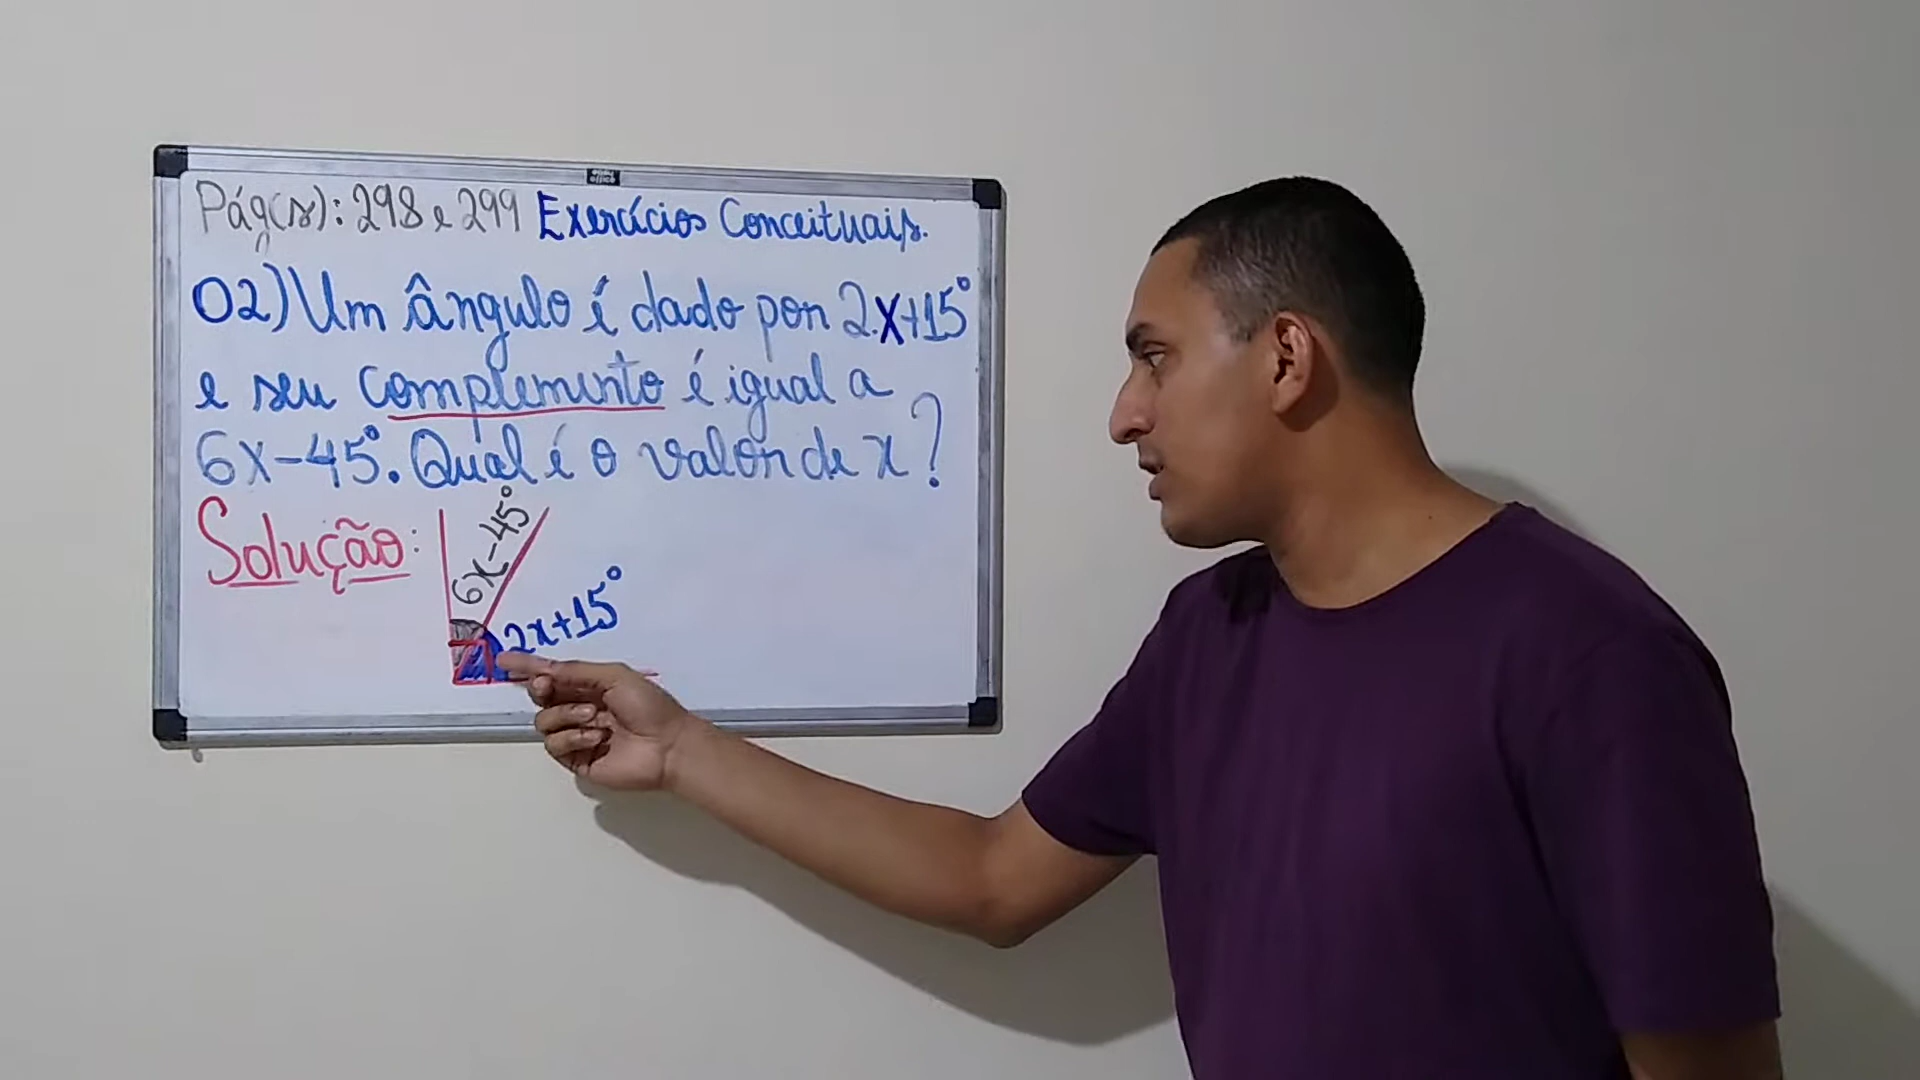 Pág(s): 298 e 299 Exercícios Conceituais.
02) Um ângulo é dado por 2.x+15°
e seu complemento é igual a
6x-45°. Qual é o valor de x?
Solução:
6x-45°
2x+15°